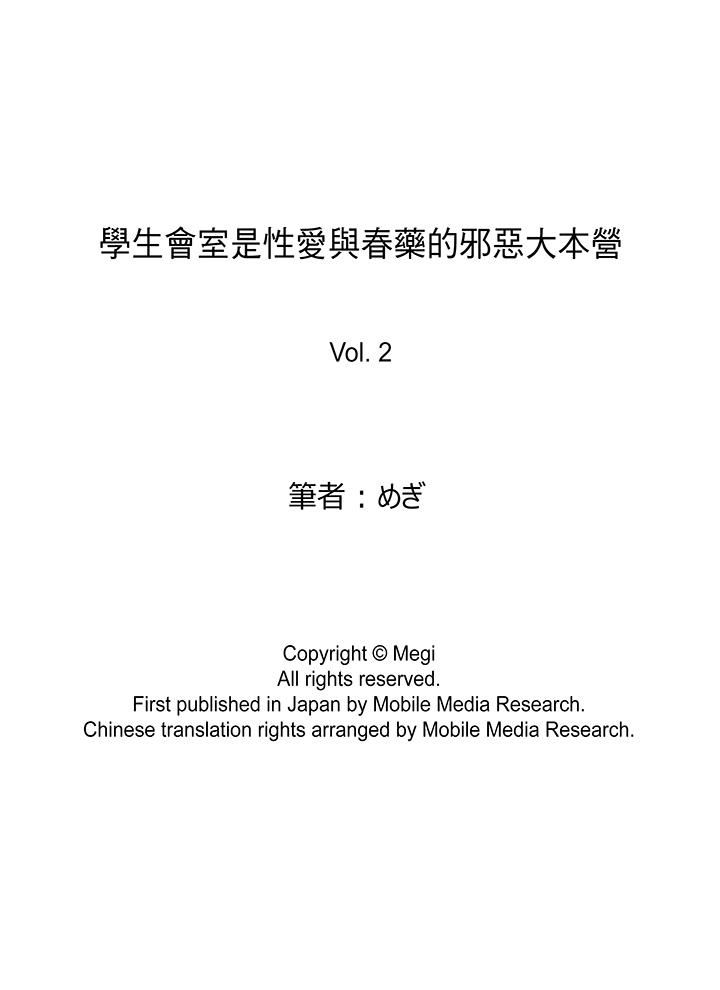 學生會室是性愛與春藥的邪惡大本營
Vol. 2
筆者：めぎ
Copyright © Megi
All rights reserved.
First published in Japan by Mobile Media Research.
Chinese translation rights arranged by Mobile Media Research.